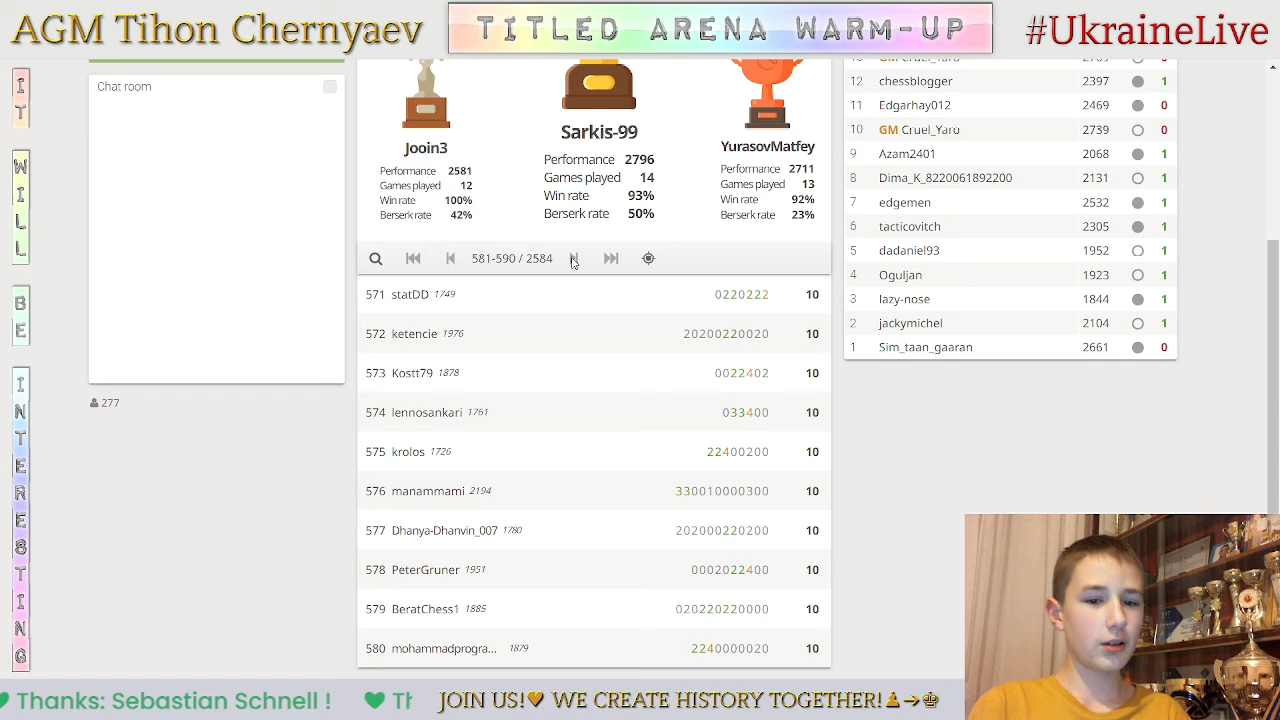 AGM Tihon Chernyaev
TITLED ARENA WARM-UP
#UkraineLive
IT
WILL
BE
INTERESTING
Chat room
277
Jooin3
Performance 2581
Games played 12
Win rate 100%
Berserk rate 42%
Sarkis-99
Performance 2796
Games played 14
Win rate 93%
Berserk rate 50%
YurasovMatfey
Performance 2711
Games played 13
Win rate 92%
Berserk rate 23%
581-590 / 2584
571 statDD 1749 0220222 10
572 ketencie 1976 20200220020 10
573 Kostt79 1878 0022402 10
574 lennosankari 1761 033400 10
575 krolos 1726 22400200 10
576 manammami 2194 330010000300 10
577 Dhanya-Dhanvin_007 1780 202000220200 10
578 PeterGruner 1951 0002022400 10
579 BeratChess1 1885 020220220000 10
580 mohammadprogra... 1879 2240000020 10
12 chessblogger 2397 1
11 Edgarhay012 2469 0
10 GM Cruel_Yaro 2739 0
9 Azam2401 2068 1
8 Dima_K_8220061892200 2131 1
7 edgemen 2532 1
6 tacticovitch 2305 1
5 dadaniel93 1952 1
4 Oguljan 1923 1
3 lazy-nose 1844 1
2 jackymichel 2104 1
1 Sim_taan_gaaran 2661 0
Thanks: Sebastian Schnell !
Th
JOIN US!🧡 WE CREATE HISTORY TOGETHER!♟→♚